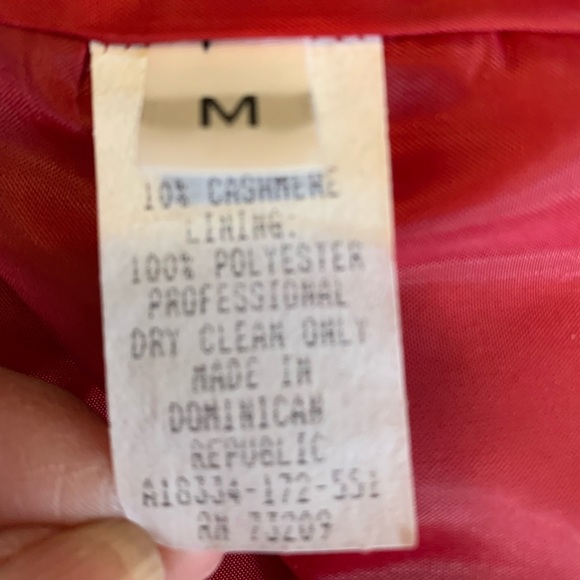 M
10% CASHMERE
LINING:
100% POLYESTER
PROFESSIONAL
DRY CLEAN ONLY
MADE IN
DOMINICAN
REPUBLIC
A18334-172-551
RN 73209